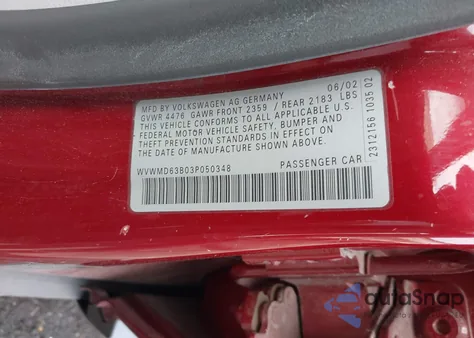 MFD BY VOLKSWAGEN AG GERMANY 06/02
GVWR 4476 GAWR FRONT 2359 / REAR 2183 LBS
THIS VEHICLE CONFORMS TO ALL APPLICABLE U.S.
FEDERAL MOTOR VEHICLE SAFETY, BUMPER AND
THEFT PREVENTION STANDARDS IN EFFECT ON
THE DATE OF MANUFACTURE SHOWN ABOVE.
WVWMD63B03P050348 PASSENGER CAR
2312156 1035 02
autoSnap